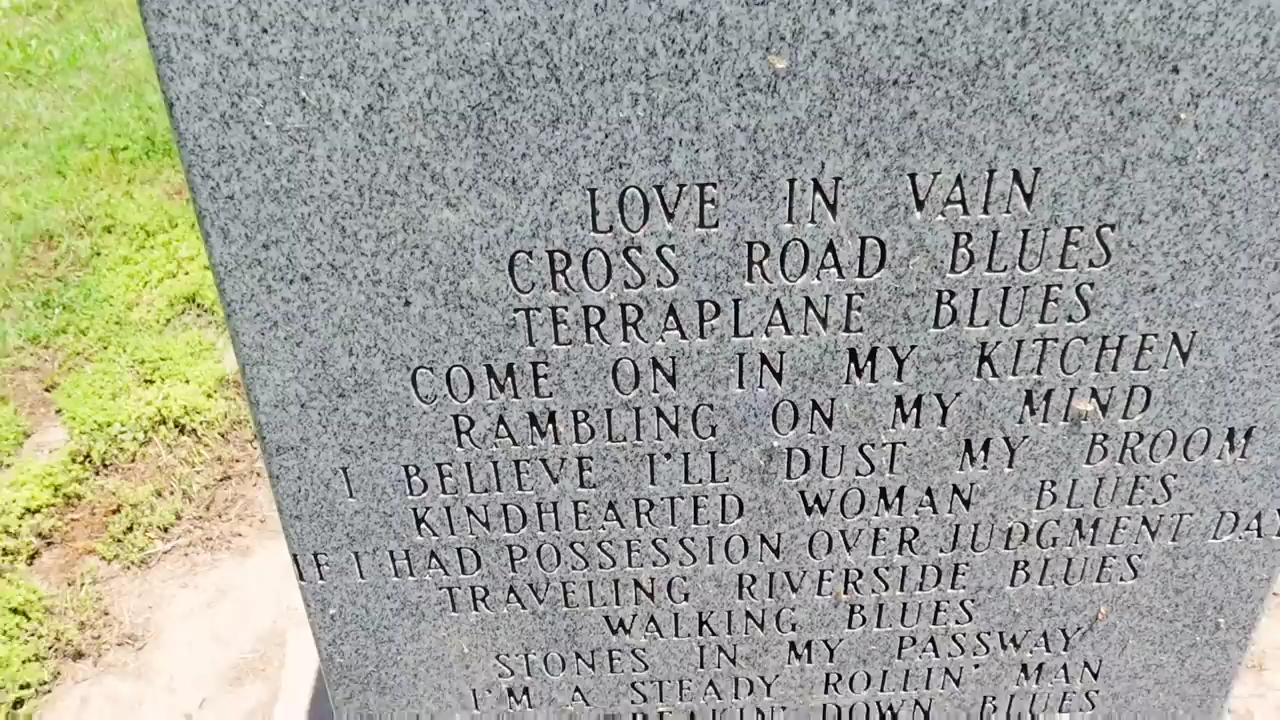 LOVE IN VAIN
CROSS ROAD BLUES
TERRAPLANE BLUES
COME ON IN MY KITCHEN
RAMBLING ON MY MIND
I BELIEVE I'LL DUST MY BROOM
KINDHEARTED WOMAN BLUES
IF I HAD POSSESSION OVER JUDGMENT
TRAVELING RIVERSIDE BLUES
WALKING BLUES
STONES IN MY PASSWAY
I'M A STEADY ROLLIN' MAN
DOWN BLUES